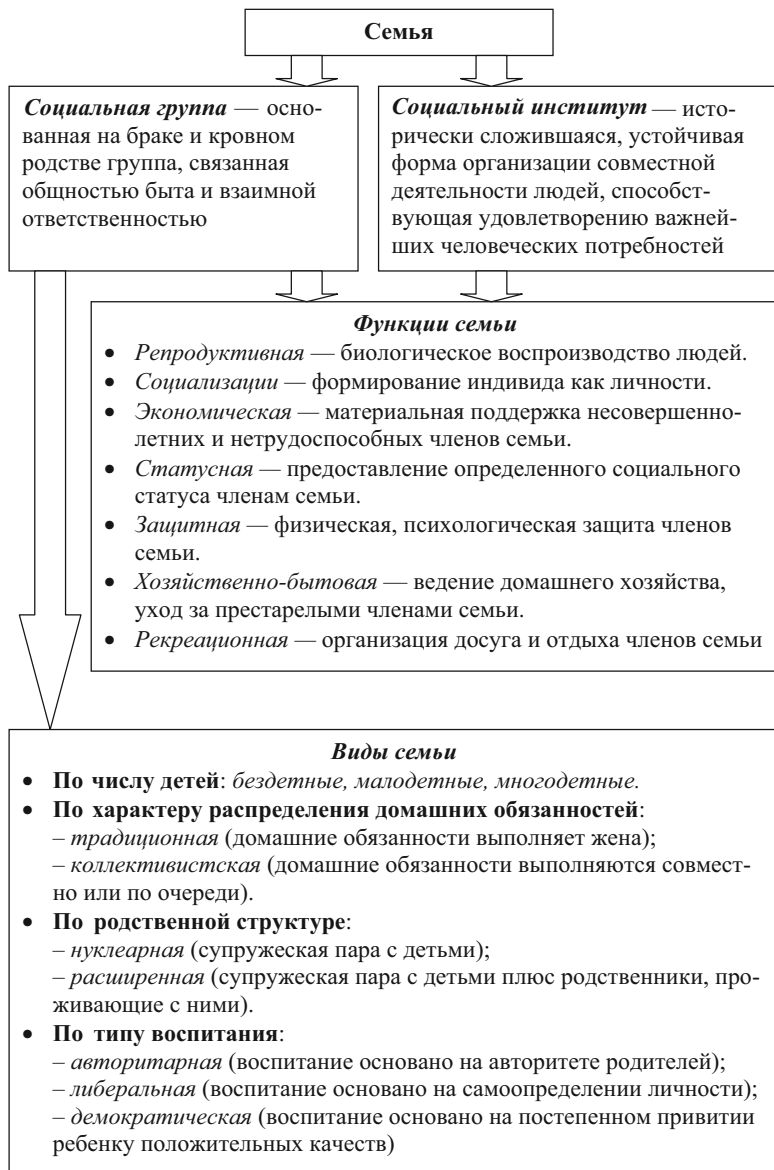 Семья
Социальная группа — осно-
ванная на браке и кровном
родстве группа, связанная
общностью быта и взаимной
ответственностью
Социальный институт — исто-
рически сложившаяся, устойчивая
форма организации совместной
деятельности людей, способст-
вующая удовлетворению важней-
ших человеческих потребностей
Функции семьи
• Репродуктивная — биологическое воспроизводство людей.
• Социализации — формирование индивида как личности.
• Экономическая — материальная поддержка несовершенно-
летних и нетрудоспособных членов семьи.
• Статусная — предоставление определенного социального
статуса членам семьи.
• Защитная — физическая, психологическая защита членов
семьи.
• Хозяйственно-бытовая — ведение домашнего хозяйства,
уход за престарелыми членами семьи.
• Рекреационная — организация досуга и отдыха членов семьи
Виды семьи
• По числу детей: бездетные, малодетные, многодетные.
• По характеру распределения домашних обязанностей:
– традиционная (домашние обязанности выполняет жена);
– коллективистская (домашние обязанности выполняются совмест-
но или по очереди).
• По родственной структуре:
– нуклеарная (супружеская пара с детьми);
– расширенная (супружеская пара с детьми плюс родственники, про-
живающие с ними).
• По типу воспитания:
– авторитарная (воспитание основано на авторитете родителей);
– либеральная (воспитание основано на самоопределении личности);
– демократическая (воспитание основано на постепенном привитии
ребенку положительных качеств)